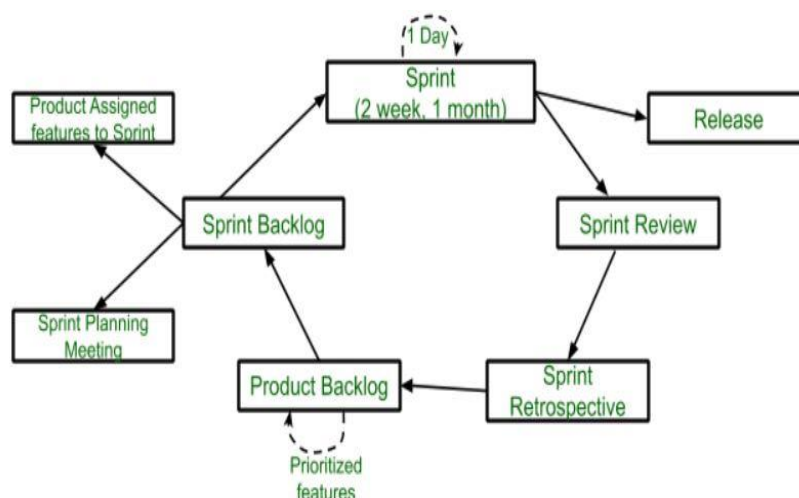 1 Day
Sprint
(2 week, 1 month)
Product Assigned
features to Sprint
Release
Sprint Backlog
Sprint Review
Sprint Planning
Meeting
Product Backlog
Sprint
Retrospective
Prioritized
features